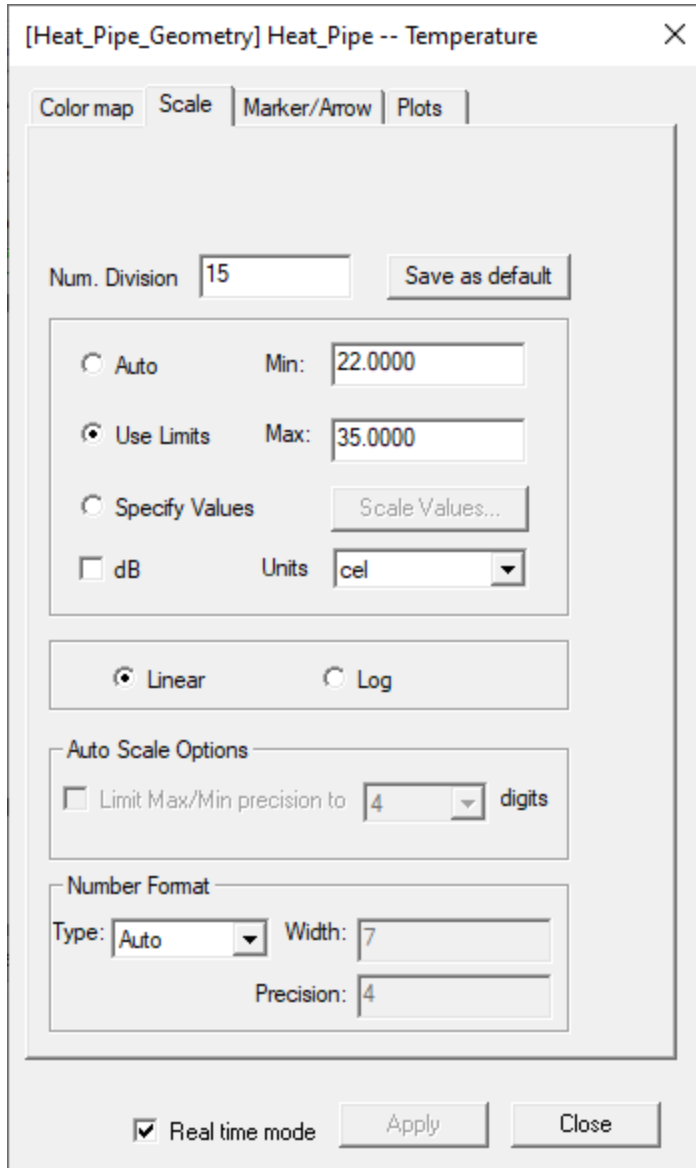 [Heat_Pipe_Geometry] Heat_Pipe -- Temperature
Color map Scale Marker/Arrow Plots
Num. Division 15 Save as default
Auto Min: 22.0000
Use Limits Max: 35.0000
Specify Values Scale Values...
dB Units cel
Linear Log
Auto Scale Options
Limit Max/Min precision to 4 digits
Number Format
Type: Auto Width: 7
Precision: 4
Real time mode Apply Close